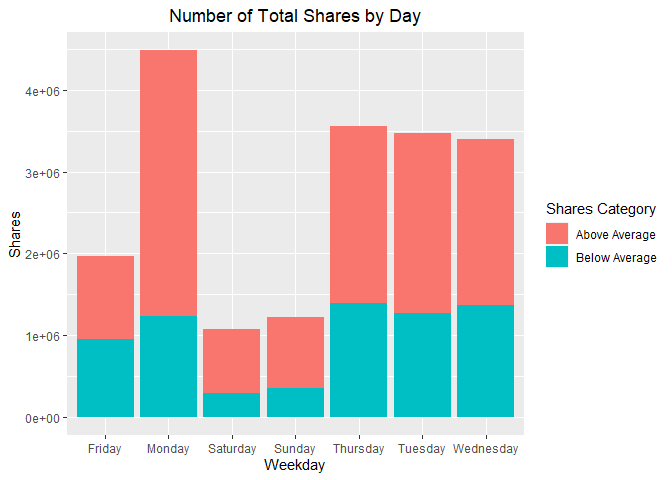 Number of Total Shares by Day
4e+06
3e+06
2e+06
1e+06
0e+00
Shares
Friday Monday Saturday Sunday Thursday Tuesday Wednesday
Weekday
Shares Category
Above Average
Below Average